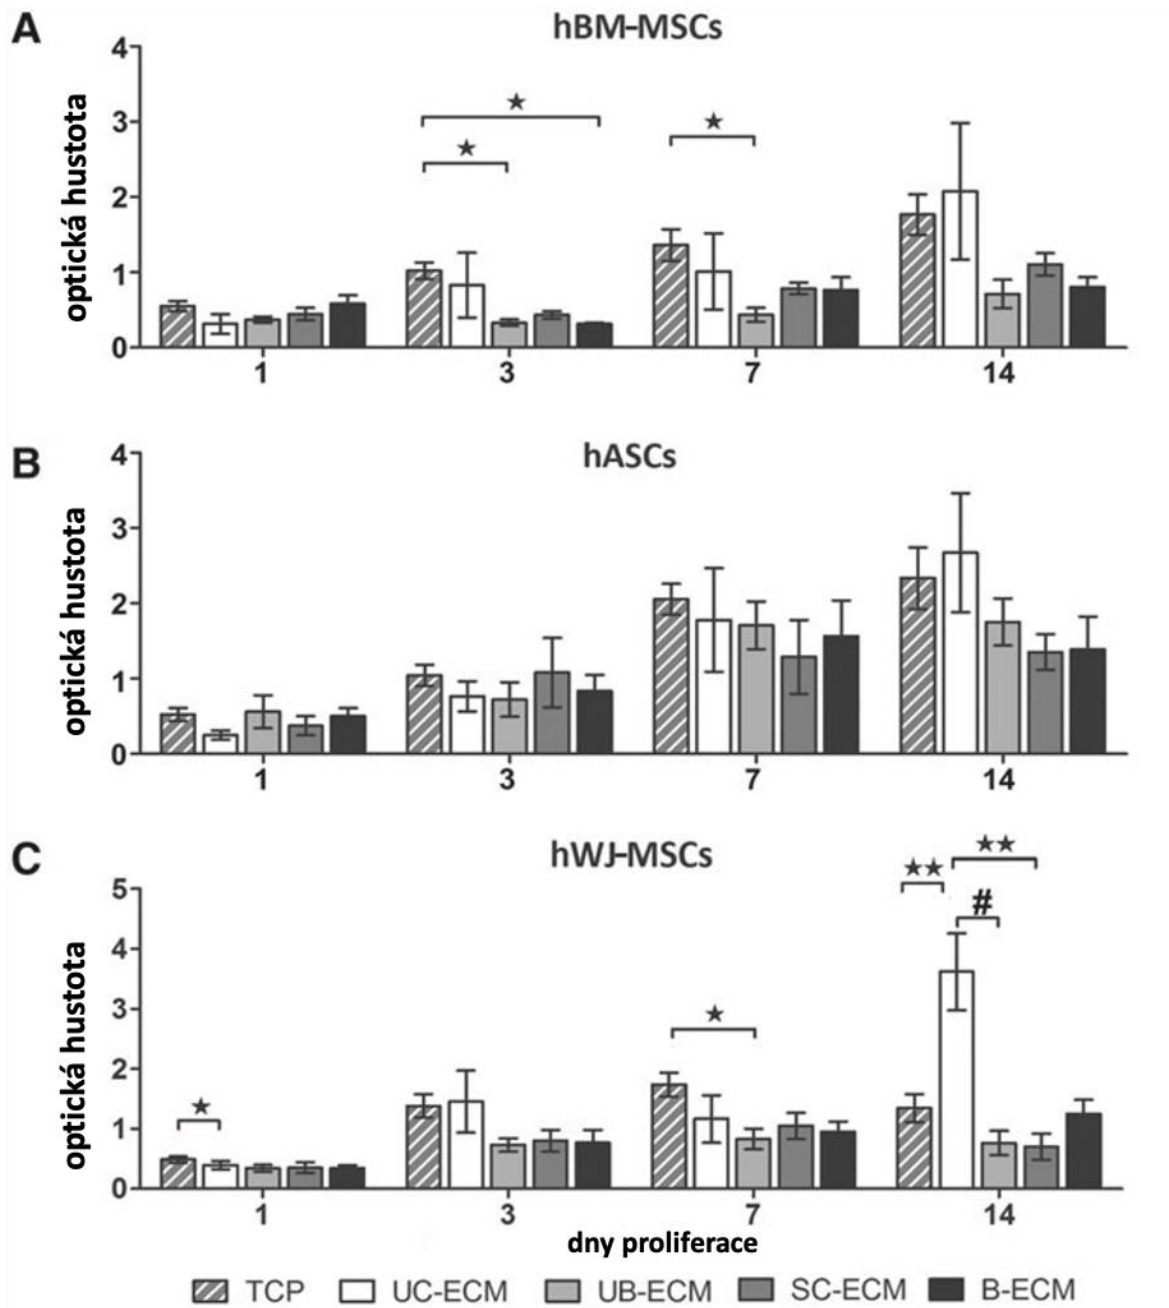 A
hBM-MSCs
optická hustota
4
3
2
1
0
★
★
★
1 3 7 14
B
hASCs
optická hustota
4
3
2
1
0
1 3 7 14
C
hWJ-MSCs
optická hustota
5
4
3
2
1
0
★
★
★★
★★
#
1 3 7 14
dny proliferace
TCP UC-ECM UB-ECM SC-ECM B-ECM